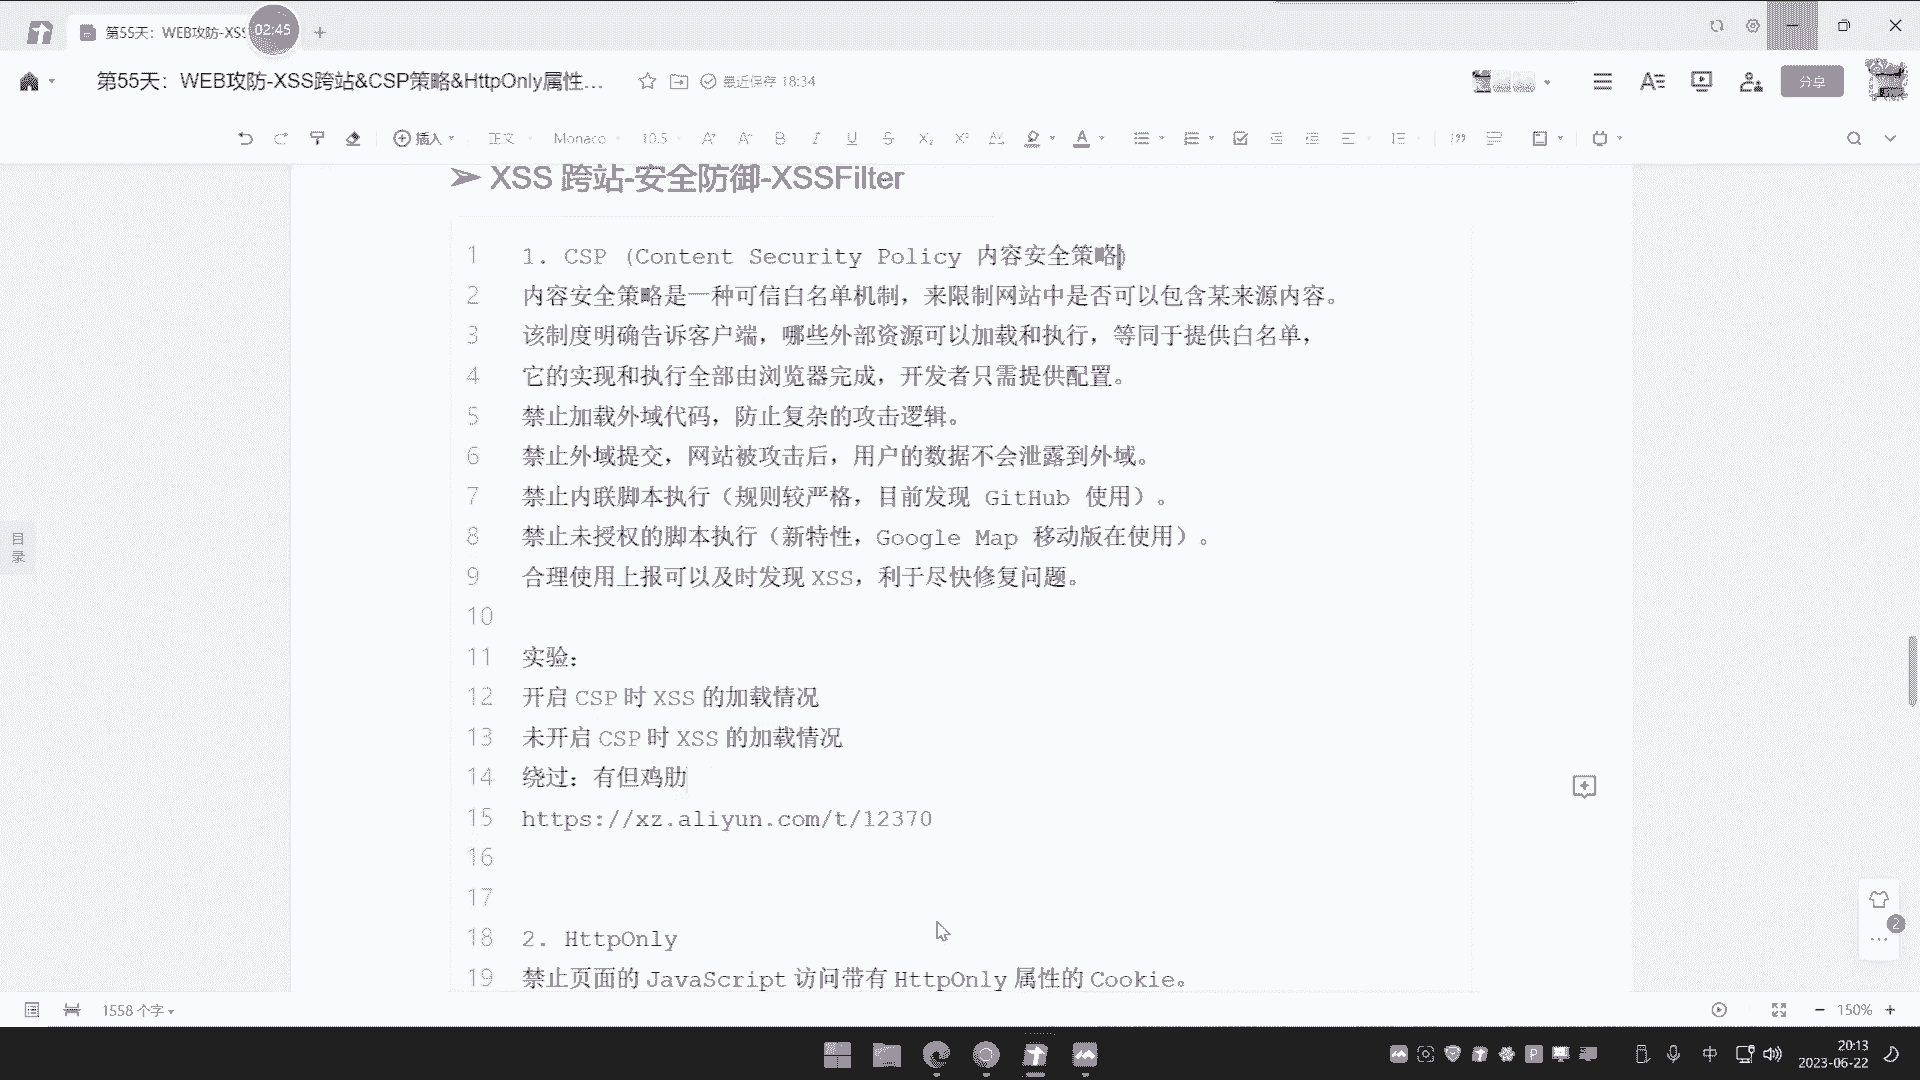 第55天：WEB攻防-XSS
02:45
第55天：WEB攻防-XSS跨站&CSP策略&HttpOnly属性...
最近保存 18:34
分享
插入
正文
Monaco
10.5
➢ XSS 跨站-安全防御-XSSFilter
1 1. CSP (Content Security Policy 内容安全策略)
2 内容安全策略是一种可信白名单机制，来限制网站中是否可以包含某来源内容。
3 该制度明确告诉客户端，哪些外部资源可以加载和执行，等同于提供白名单，
4 它的实现和执行全部由浏览器完成，开发者只需提供配置。
5 禁止加载外域代码，防止复杂的攻击逻辑。
6 禁止外域提交，网站被攻击后，用户的数据不会泄露到外域。
7 禁止内联脚本执行（规则较严格，目前发现 GitHub 使用）。
8 禁止未授权的脚本执行（新特性，Google Map 移动版在使用）。
9 合理使用上报可以及时发现 XSS，利于尽快修复问题。
10
11 实验：
12 开启 CSP 时 XSS 的加载情况
13 未开启 CSP 时 XSS 的加载情况
14 绕过：有但鸡肋
15 https://xz.aliyun.com/t/12370
16
17
18 2. HttpOnly
19 禁止页面的 JavaScript 访问带有 HttpOnly 属性的 Cookie。
目录
2
1558 个字
150%
中
20:13
2023-06-22